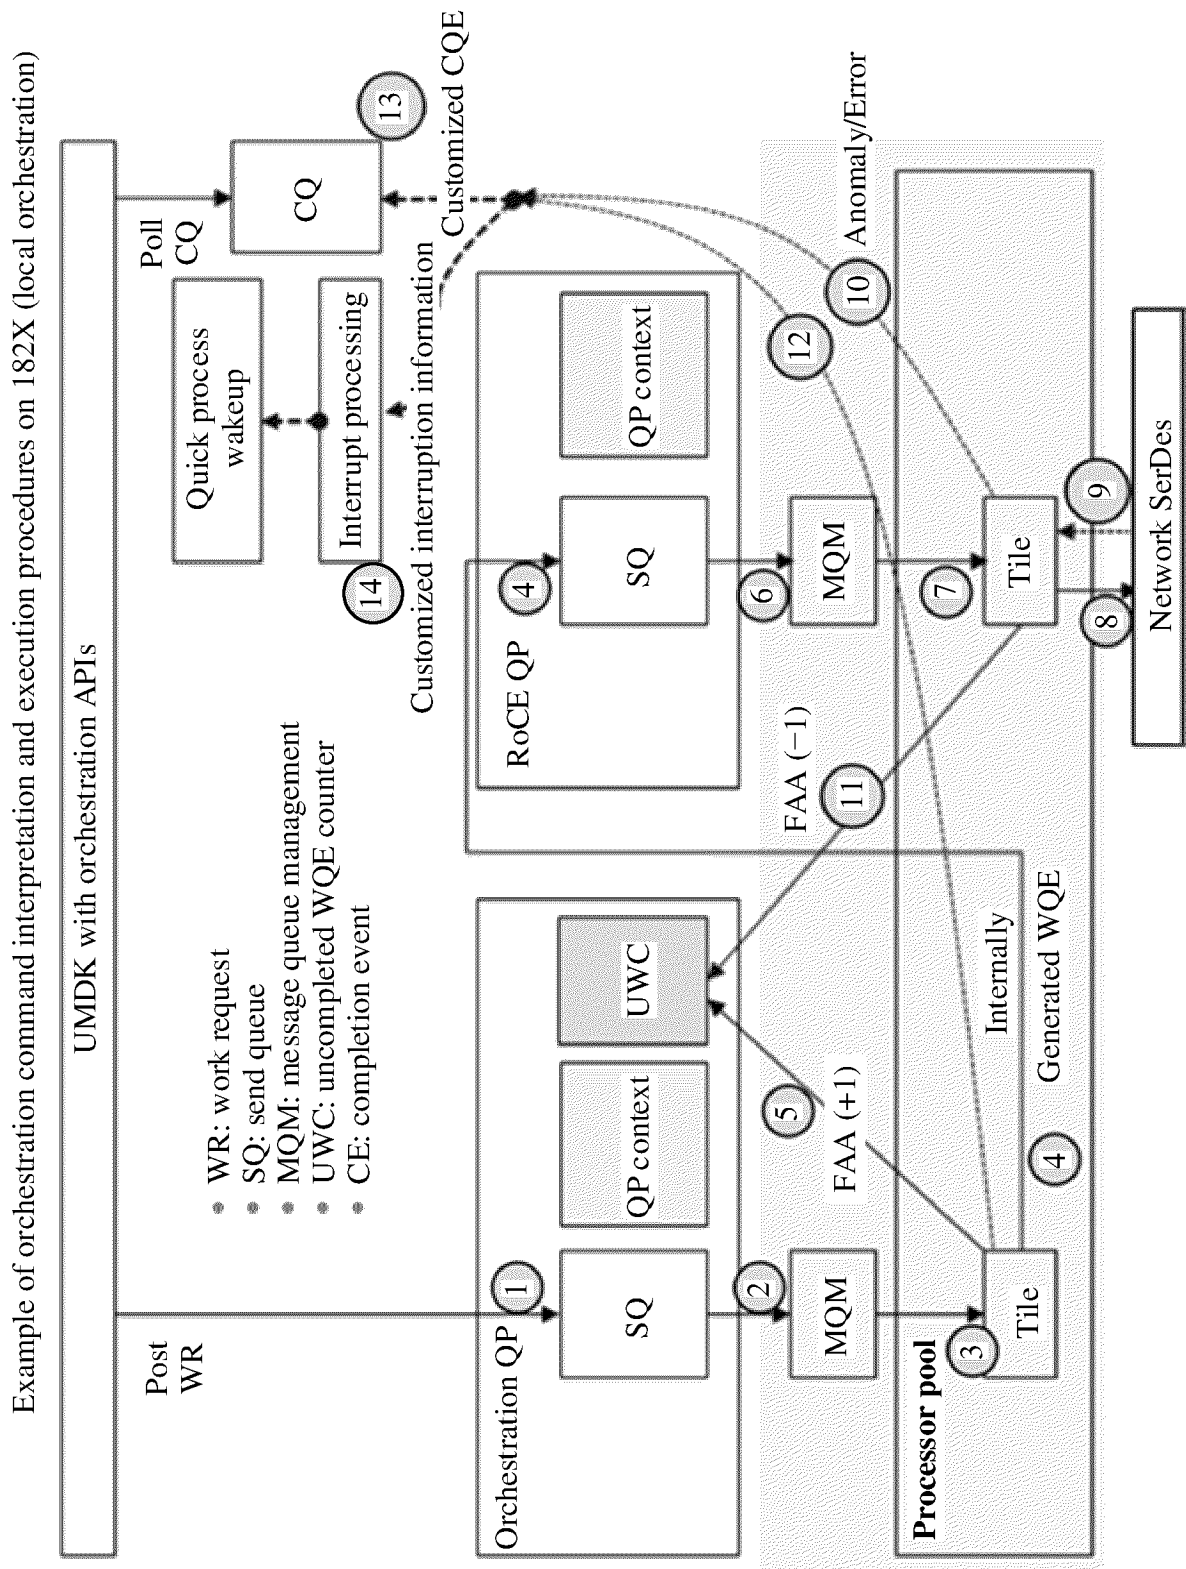 Example of orchestration command interpretation and execution procedures on 182X (local orchestration)
UMDK with orchestration APIs
Post
WR
Poll
CQ
• WR: work request
• SQ: send queue
• MQM: message queue management
• UWC: uncompleted WQE counter
• CE: completion event
Quick process
wakeup
Interrupt processing
14
CQ
13
Customized interruption information
Customized CQE
Orchestration QP
1
SQ
QP context
UWC
RoCE QP
4
SQ
QP context
2
MQM
5
FAA (+1)
FAA (−1)
11
6
MQM
12
10
Anomaly/Error
Processor pool
3
Tile
Internally
Generated WQE
4
7
Tile
8
9
Network SerDes